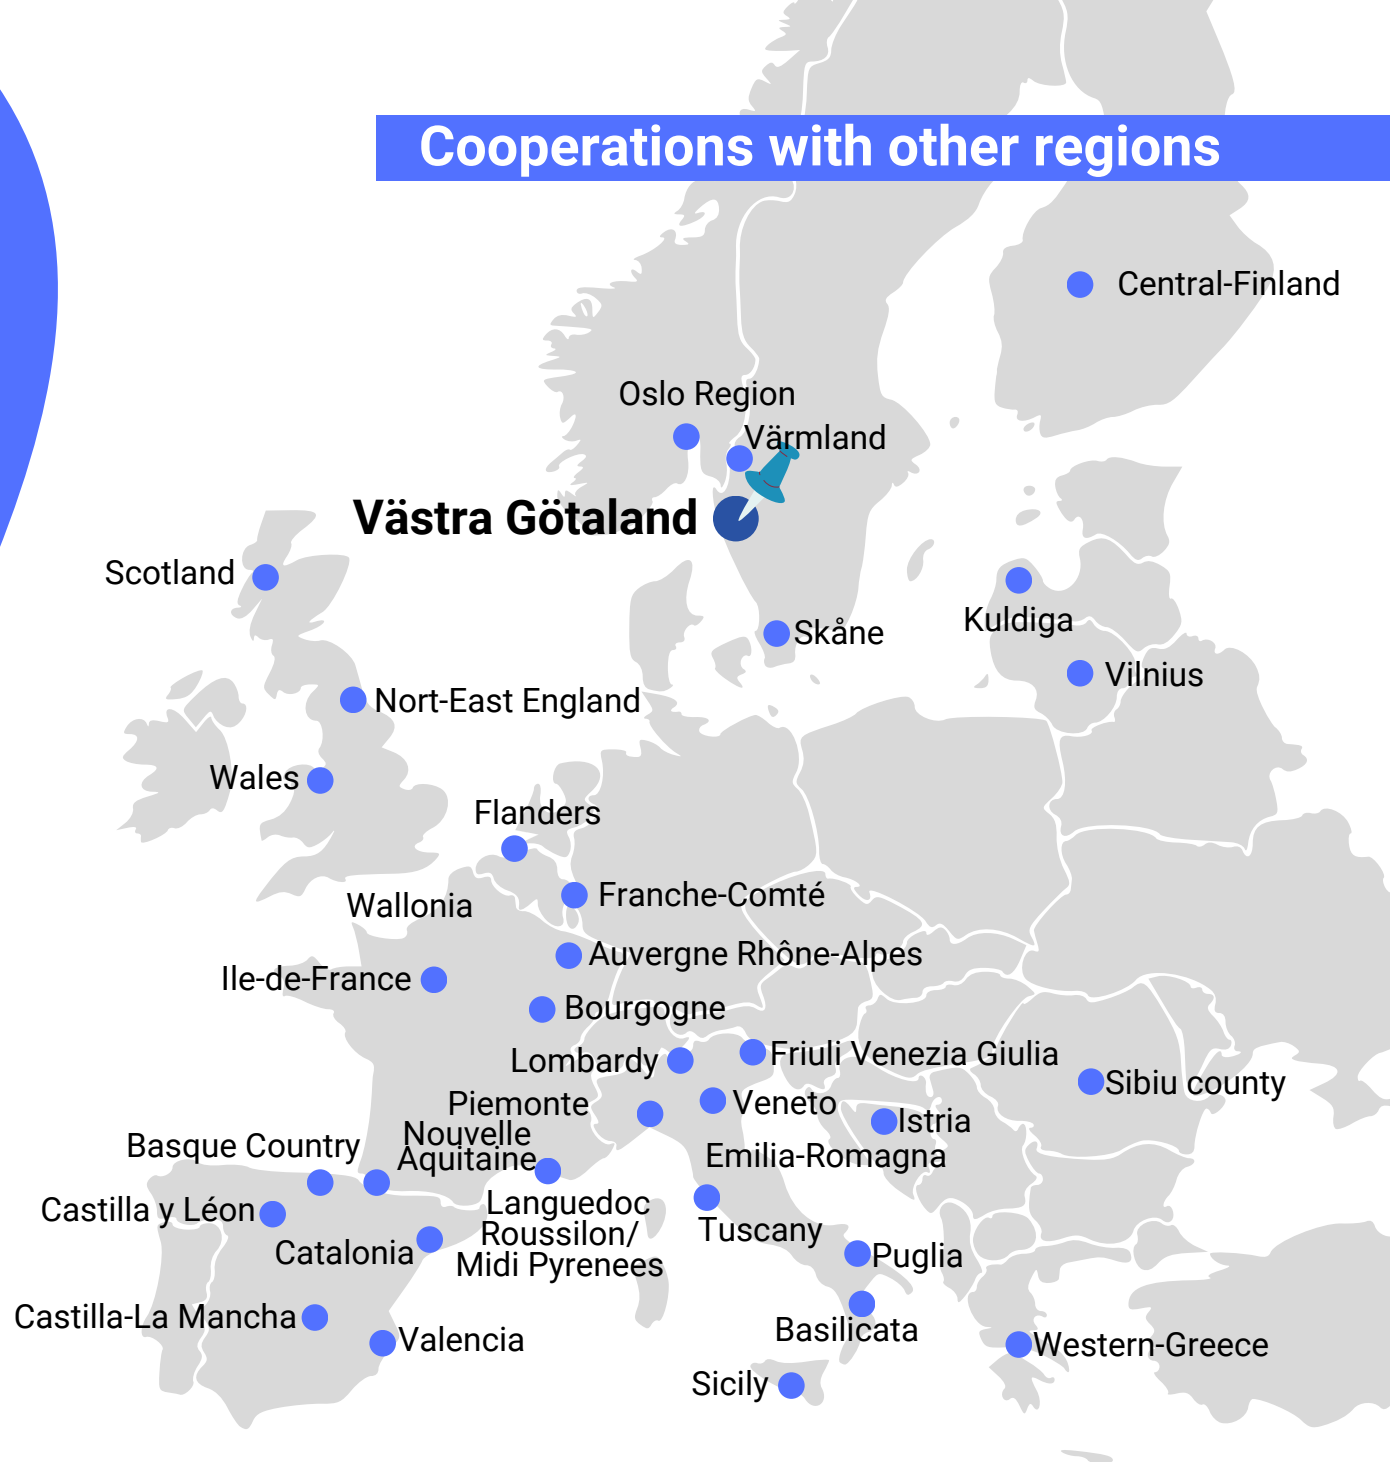 Cooperations with other regions
Central-Finland
Oslo Region
Värmland
Västra Götaland
Scotland
Kuldiga
Skåne
Vilnius
Nort-East England
Wales
Flanders
Franche-Comté
Wallonia
Auvergne Rhône-Alpes
Ile-de-France
Bourgogne
Lombardy
Friuli Venezia Giulia
Sibiu county
Piemonte
Veneto
Istria
Nouvelle
Aquitaine
Basque Country
Emilia-Romagna
Castilla y Léon
Languedoc
Roussilon/
Midi Pyrenees
Tuscany
Catalonia
Puglia
Castilla-La Mancha
Valencia
Basilicata
Western-Greece
Sicily